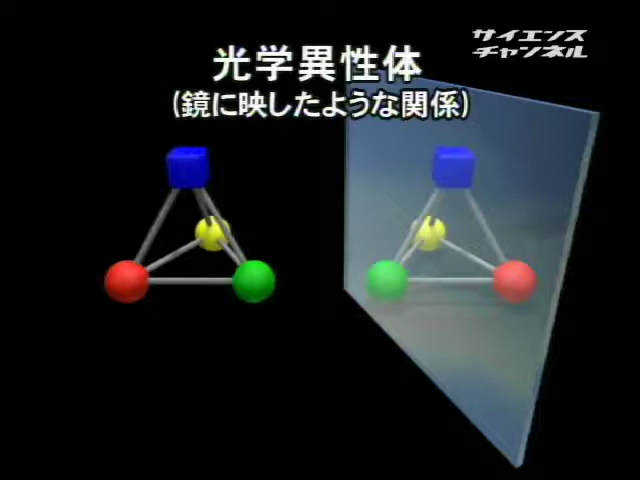 サイエンス
チャンネル
光学異性体
(鏡に映したような関係)